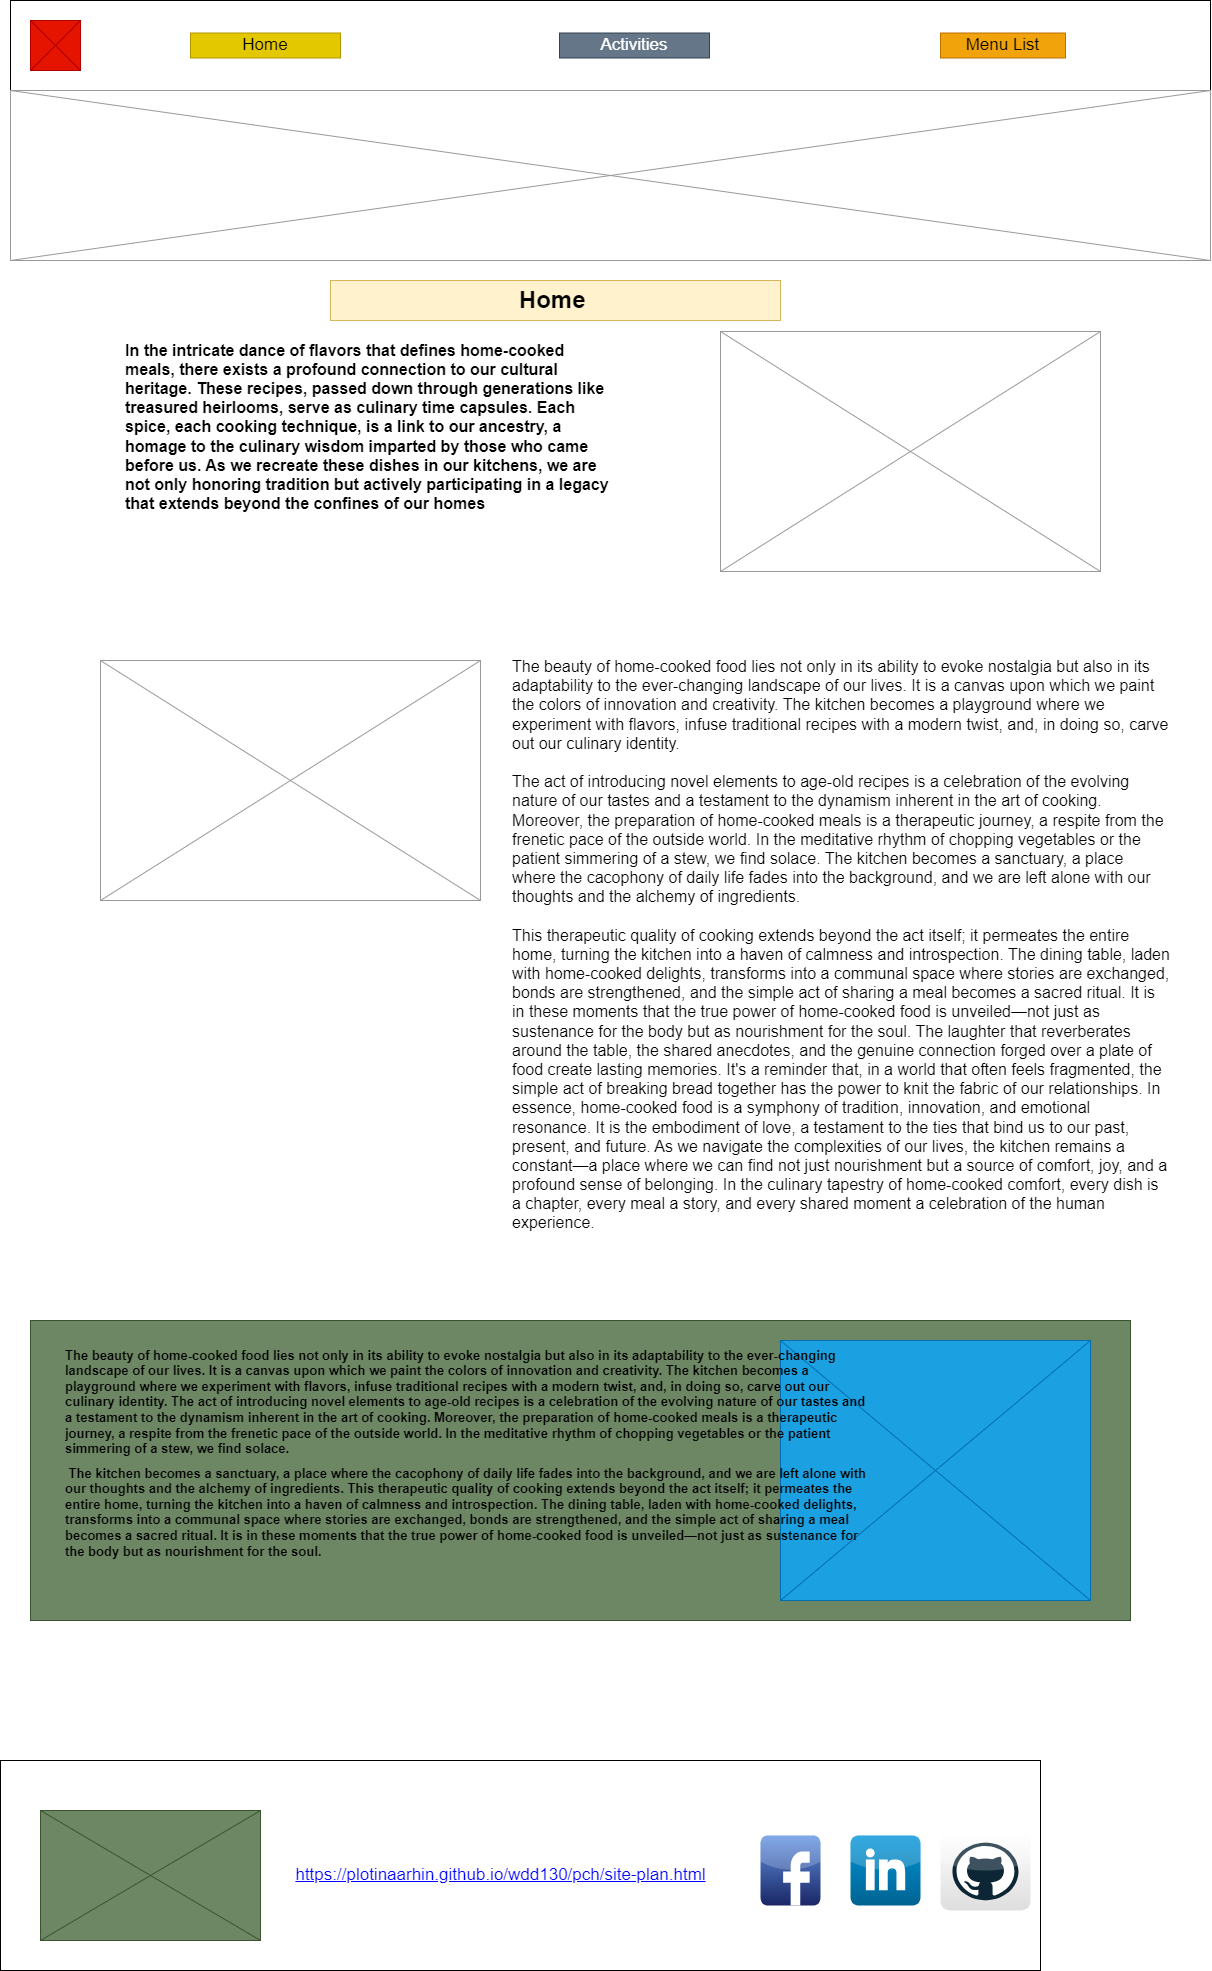 Home
Activities
Menu List
Home
In the intricate dance of flavors that defines home-cooked
meals, there exists a profound connection to our cultural
heritage. These recipes, passed down through generations like
treasured heirlooms, serve as culinary time capsules. Each
spice, each cooking technique, is a link to our ancestry, a
homage to the culinary wisdom imparted by those who came
before us. As we recreate these dishes in our kitchens, we are
not only honoring tradition but actively participating in a legacy
that extends beyond the confines of our homes
The beauty of home-cooked food lies not only in its ability to evoke nostalgia but also in its
adaptability to the ever-changing landscape of our lives. It is a canvas upon which we paint
the colors of innovation and creativity. The kitchen becomes a playground where we
experiment with flavors, infuse traditional recipes with a modern twist, and, in doing so, carve
out our culinary identity.
The act of introducing novel elements to age-old recipes is a celebration of the evolving
nature of our tastes and a testament to the dynamism inherent in the art of cooking.
Moreover, the preparation of home-cooked meals is a therapeutic journey, a respite from the
frenetic pace of the outside world. In the meditative rhythm of chopping vegetables or the
patient simmering of a stew, we find solace. The kitchen becomes a sanctuary, a place
where the cacophony of daily life fades into the background, and we are left alone with our
thoughts and the alchemy of ingredients.
This therapeutic quality of cooking extends beyond the act itself; it permeates the entire
home, turning the kitchen into a haven of calmness and introspection. The dining table, laden
with home-cooked delights, transforms into a communal space where stories are exchanged,
bonds are strengthened, and the simple act of sharing a meal becomes a sacred ritual. It is
in these moments that the true power of home-cooked food is unveiled—not just as
sustenance for the body but as nourishment for the soul. The laughter that reverberates
around the table, the shared anecdotes, and the genuine connection forged over a plate of
food create lasting memories. It's a reminder that, in a world that often feels fragmented, the
simple act of breaking bread together has the power to knit the fabric of our relationships. In
essence, home-cooked food is a symphony of tradition, innovation, and emotional
resonance. It is the embodiment of love, a testament to the ties that bind us to our past,
present, and future. As we navigate the complexities of our lives, the kitchen remains a
constant—a place where we can find not just nourishment but a source of comfort, joy, and a
profound sense of belonging. In the culinary tapestry of home-cooked comfort, every dish is
a chapter, every meal a story, and every shared moment a celebration of the human
experience.
The beauty of home-cooked food lies not only in its ability to evoke nostalgia but also in its adaptability to the ever-changing
landscape of our lives. It is a canvas upon which we paint the colors of innovation and creativity. The kitchen becomes a
playground where we experiment with flavors, infuse traditional recipes with a modern twist, and, in doing so, carve out our
culinary identity. The act of introducing novel elements to age-old recipes is a celebration of the evolving nature of our tastes and
a testament to the dynamism inherent in the art of cooking. Moreover, the preparation of home-cooked meals is a therapeutic
journey, a respite from the frenetic pace of the outside world. In the meditative rhythm of chopping vegetables or the patient
simmering of a stew, we find solace.
The kitchen becomes a sanctuary, a place where the cacophony of daily life fades into the background, and we are left alone with
our thoughts and the alchemy of ingredients. This therapeutic quality of cooking extends beyond the act itself; it permeates the
entire home, turning the kitchen into a haven of calmness and introspection. The dining table, laden with home-cooked delights,
transforms into a communal space where stories are exchanged, bonds are strengthened, and the simple act of sharing a meal
becomes a sacred ritual. It is in these moments that the true power of home-cooked food is unveiled—not just as sustenance for
the body but as nourishment for the soul.
https://plotinaarhin.github.io/wdd130/pch/site-plan.html
f
in